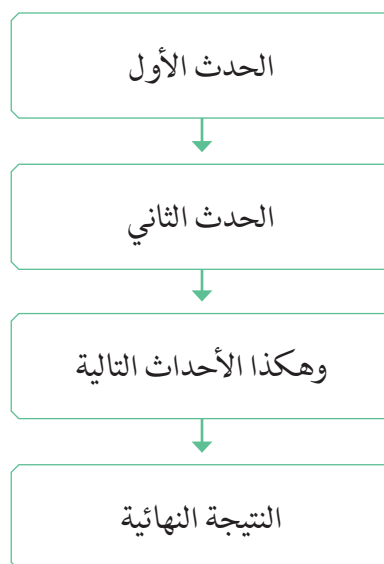 الحدث الأول
الحدث الثاني
وهكذا الأحداث التالية
النتيجة النهائية